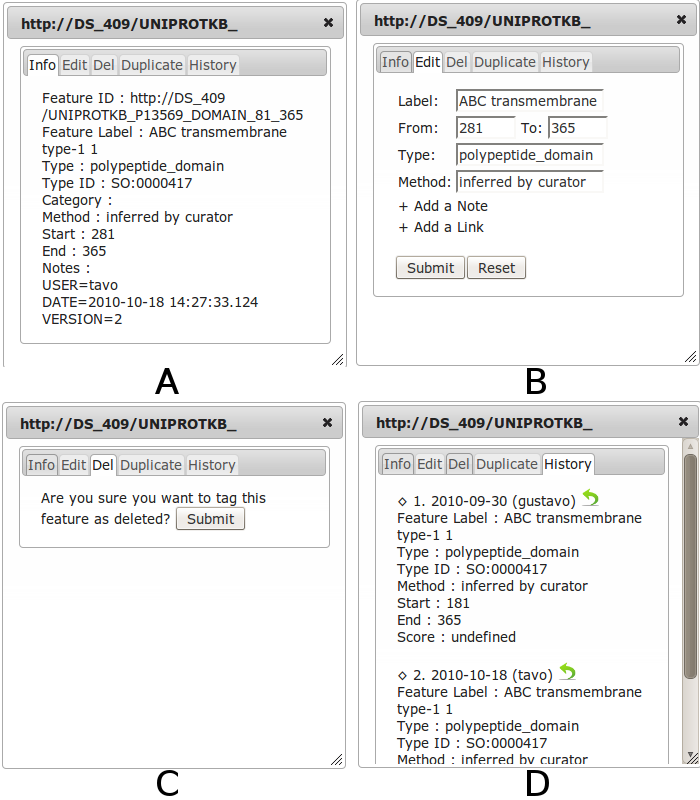 http://DS_409/UNIPROTKB_ ✖
Info Edit Del Duplicate History
Feature ID : http://DS_409
/UNIPROTKB_P13569_DOMAIN_81_365
Feature Label : ABC transmembrane
type-1 1
Type : polypeptide_domain
Type ID : SO:0000417
Category :
Method : inferred by curator
Start : 281
End : 365
Notes :
USER=tavo
DATE=2010-10-18 14:27:33.124
VERSION=2
A
http://DS_409/UNIPROTKB_ ✖
Info Edit Del Duplicate History
Label: ABC transmembrane
From: 281 To: 365
Type: polypeptide_domain
Method: inferred by curator
+ Add a Note
+ Add a Link
Submit Reset
B
http://DS_409/UNIPROTKB_ ✖
Info Edit Del Duplicate History
Are you sure you want to tag this
feature as deleted? Submit
C
http://DS_409/UNIPROTKB_ ✖
Info Edit Del Duplicate History
◇ 1. 2010-09-30 (gustavo)
Feature Label : ABC transmembrane
type-1 1
Type : polypeptide_domain
Type ID : SO:0000417
Method : inferred by curator
Start : 181
End : 365
Score : undefined
◇ 2. 2010-10-18 (tavo)
Feature Label : ABC transmembrane
type-1 1
Type : polypeptide_domain
Type ID : SO:0000417
Method : inferred by curator
D